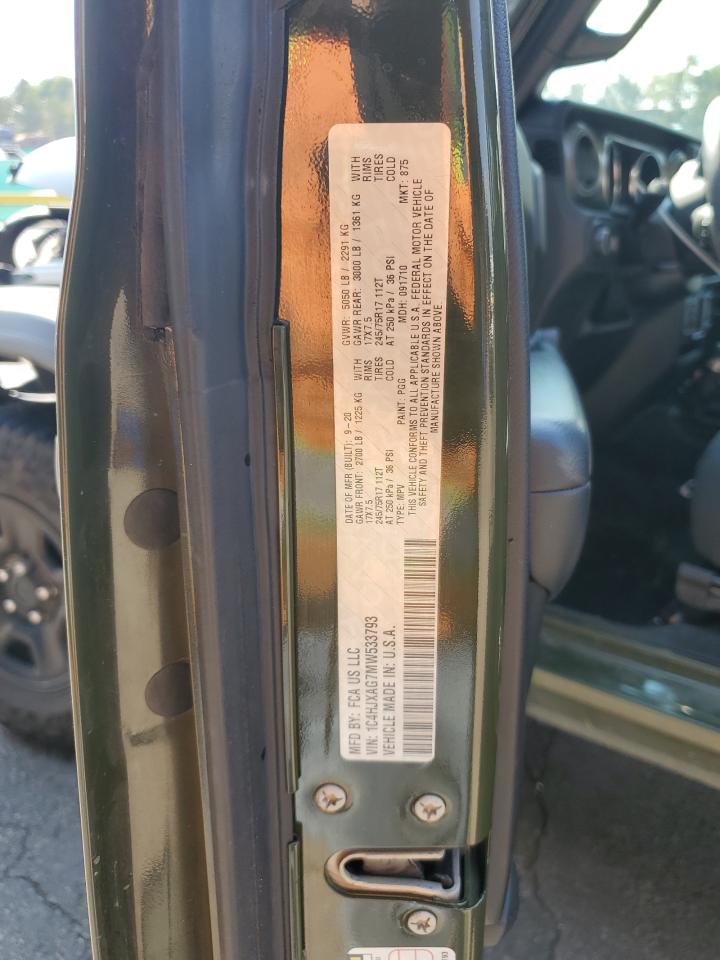 MFD BY: FCA US LLC
VIN: 1C4HJXAG7MW533793
VEHICLE MADE IN: U.S.A.
DATE OF MFR (BUILT): 9-20 GVWR: 5050 LB / 2291 KG
GAWR FRONT: 2700 LB / 1225 KG WITH GAWR REAR: 3000 LB / 1361 KG WITH
17X7.5 RIMS 17X7.5 RIMS
245/75R17 112T TIRES 245/75R17 112T TIRES
AT 250 kPa / 36 PSI COLD AT 250 kPa / 36 PSI COLD
TYPE: MPV PAINT: PGG MDH: 091710 MKT: 875
THIS VEHICLE CONFORMS TO ALL APPLICABLE U.S.A. FEDERAL MOTOR VEHICLE
SAFETY AND THEFT PREVENTION STANDARDS IN EFFECT ON THE DATE OF
MANUFACTURE SHOWN ABOVE